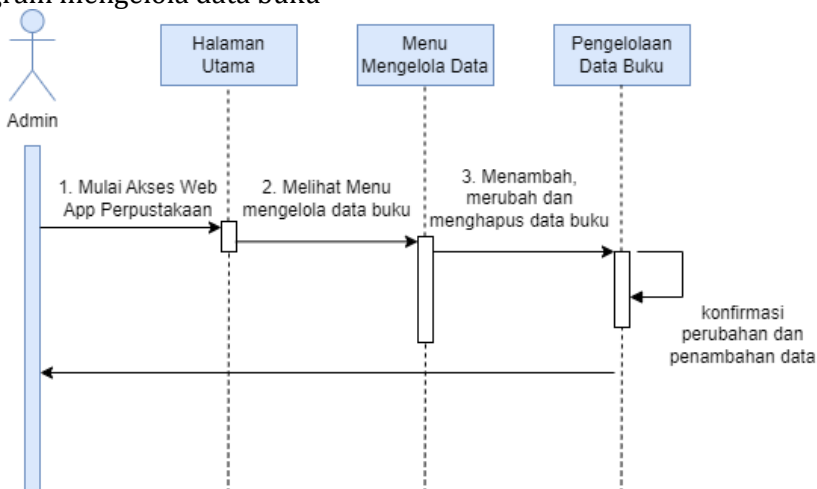 gram mengelola data buku
Halaman
Utama
Menu
Mengelola Data
Pengelolaan
Data Buku
Admin
1. Mulai Akses Web
App Perpustakaan
2. Melihat Menu
mengelola data buku
3. Menambah,
merubah dan
menghapus data buku
konfirmasi
perubahan dan
penambahan data